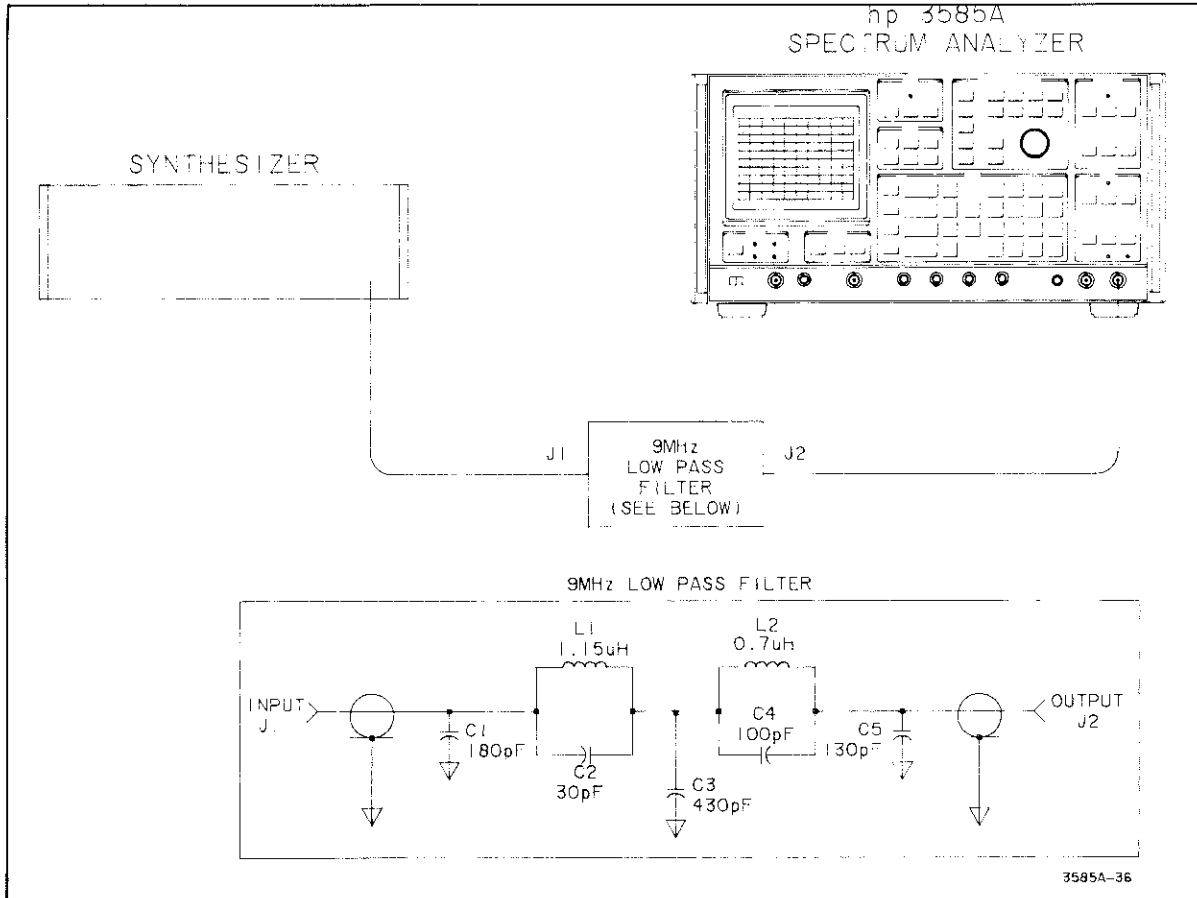 hp 3585A
SPECTRUM ANALYZER
SYNTHESIZER
J1
9MHz
LOW PASS
FILTER
(SEE BELOW)
J2
9MHz LOW PASS FILTER
L1
1.15uH
L2
0.7uH
INPUT
J1
C1
180pF
C2
30pF
C3
430pF
C4
100pF
C5
130pF
OUTPUT
J2
3585A-36